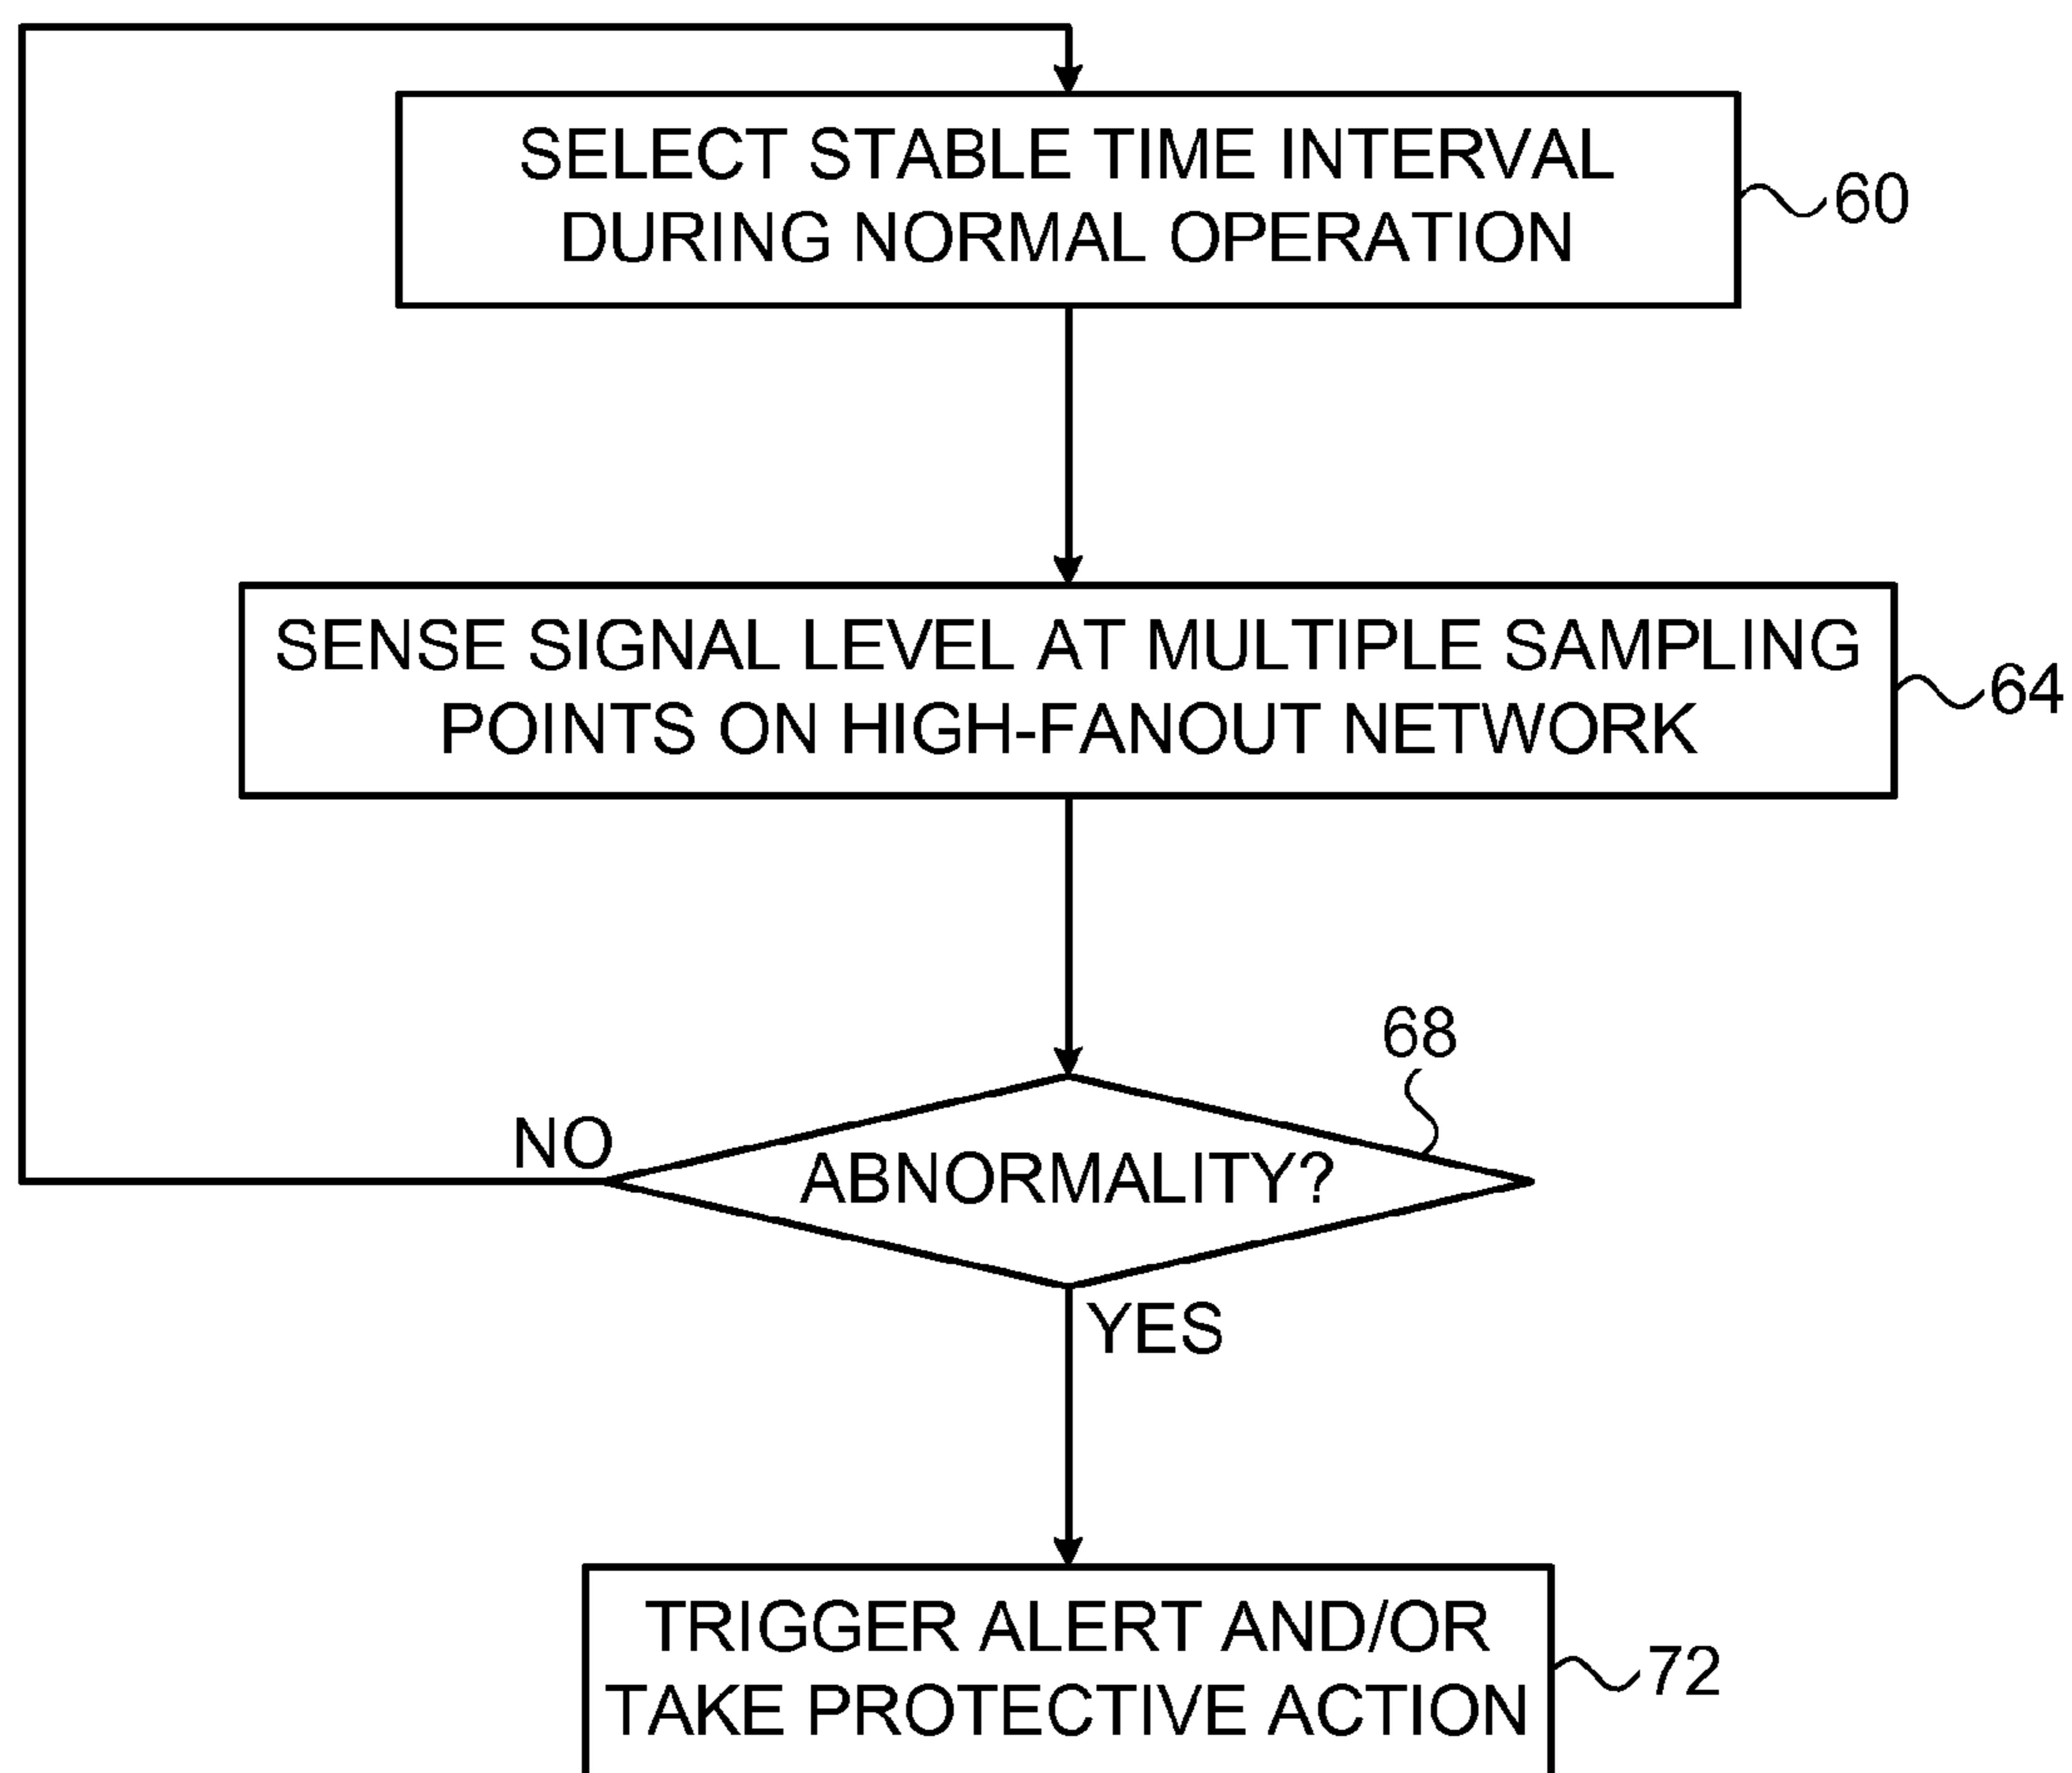 SELECT STABLE TIME INTERVAL
DURING NORMAL OPERATION
60
SENSE SIGNAL LEVEL AT MULTIPLE SAMPLING
POINTS ON HIGH-FANOUT NETWORK
64
68
NO
ABNORMALITY?
YES
TRIGGER ALERT AND/OR
TAKE PROTECTIVE ACTION
72